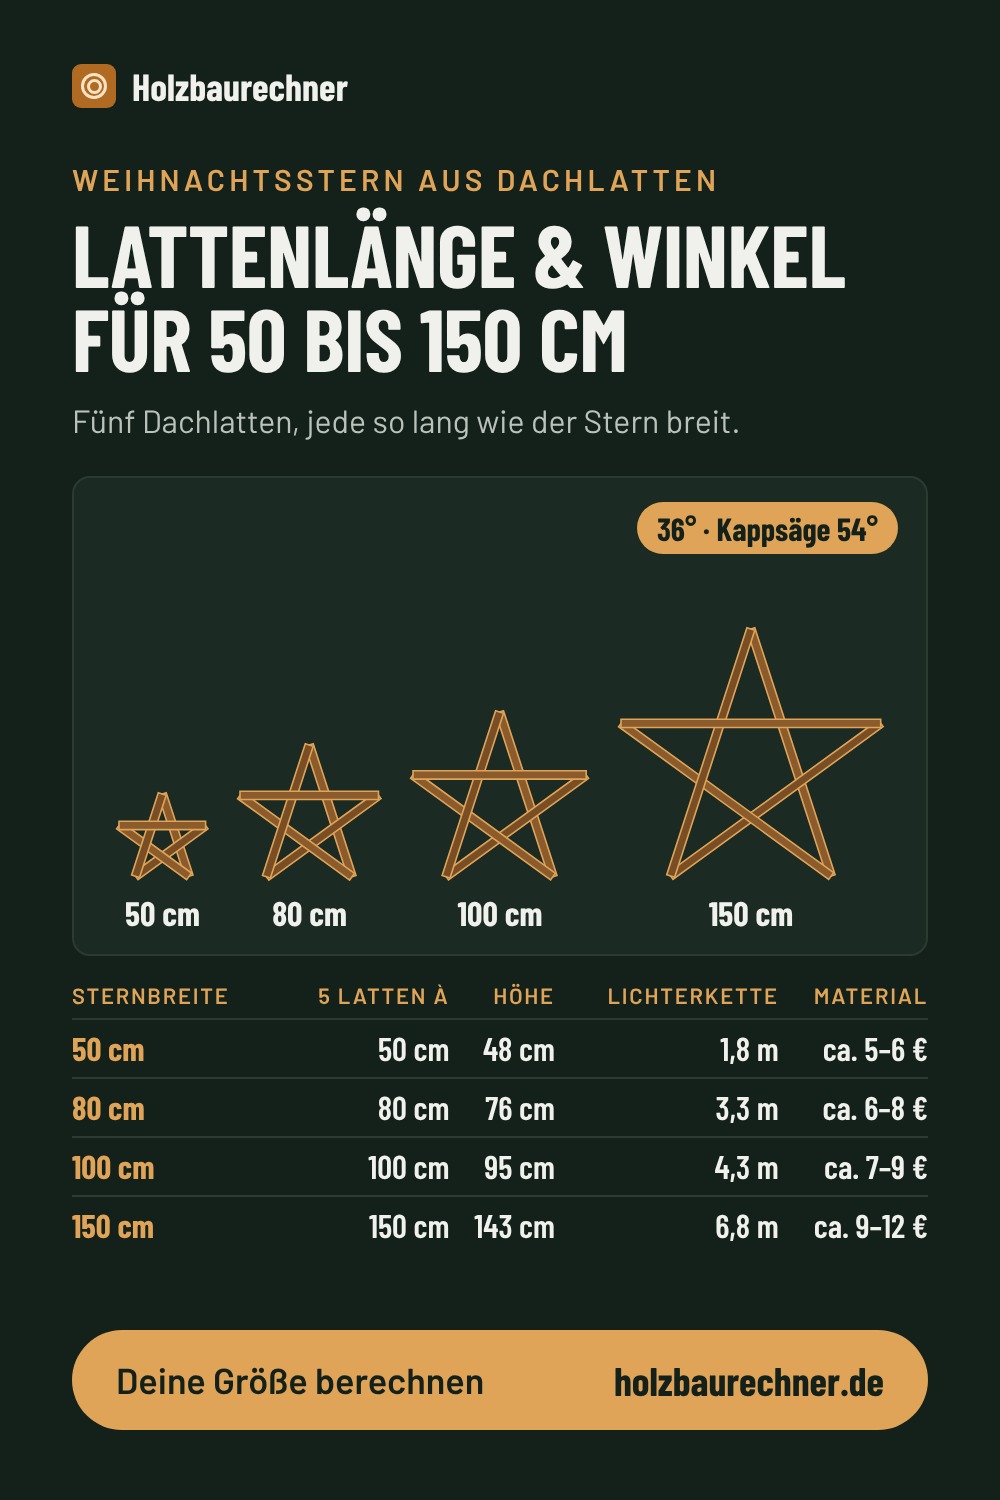 Holzbaurechner
WEIHNACHTSSTERN AUS DACHLATTEN
LATTENLÄNGE & WINKEL
FÜR 50 BIS 150 CM
Fünf Dachlatten, jede so lang wie der Stern breit.
36° · Kappsäge 54°
50 cm 80 cm 100 cm 150 cm
STERNBREITE 5 LATTEN À HÖHE LICHTERKETTE MATERIAL
50 cm 50 cm 48 cm 1,8 m ca. 5–6 €
80 cm 80 cm 76 cm 3,3 m ca. 6–8 €
100 cm 100 cm 95 cm 4,3 m ca. 7–9 €
150 cm 150 cm 143 cm 6,8 m ca. 9–12 €
Deine Größe berechnen holzbaurechner.de